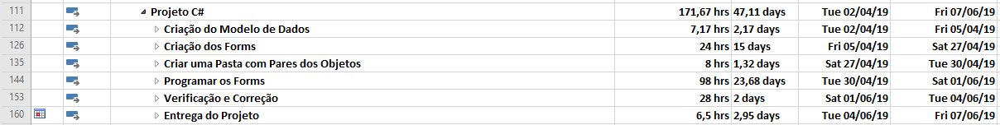 111 Projeto C# 171,67 hrs 47,11 days Tue 02/04/19 Fri 07/06/19
112 Criação do Modelo de Dados 7,17 hrs 2,17 days Tue 02/04/19 Fri 05/04/19
126 Criação dos Forms 24 hrs 15 days Fri 05/04/19 Sat 27/04/19
135 Criar uma Pasta com Pares dos Objetos 8 hrs 1,32 days Sat 27/04/19 Tue 30/04/19
144 Programar os Forms 98 hrs 23,68 days Tue 30/04/19 Sat 01/06/19
153 Verificação e Correção 28 hrs 2 days Sat 01/06/19 Tue 04/06/19
160 Entrega do Projeto 6,5 hrs 2,95 days Tue 04/06/19 Fri 07/06/19